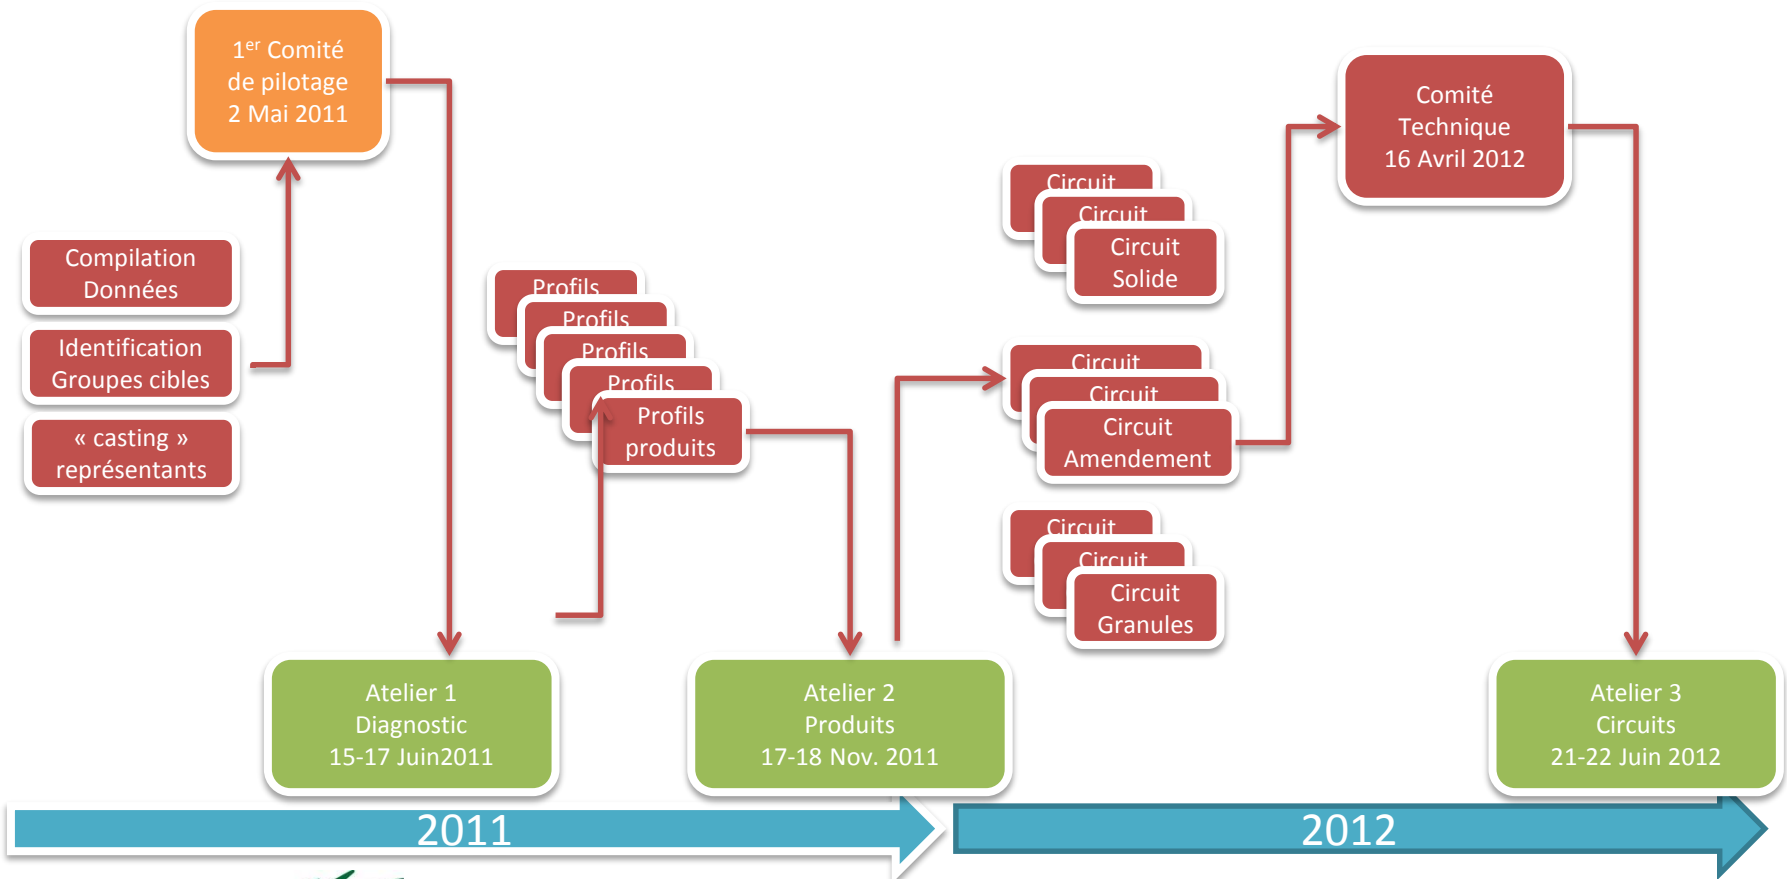 1er Comité
de pilotage
2 Mai 2011
Compilation
Données
Identification
Groupes cibles
« casting »
représentants
Profils
Profils
Profils
Profils
Profils
produits
Circuit
Circuit
Circuit
Solide
Circuit
Circuit
Circuit
Amendement
Circuit
Circuit
Circuit
Granules
Comité
Technique
16 Avril 2012
Atelier 1
Diagnostic
15-17 Juin2011
Atelier 2
Produits
17-18 Nov. 2011
Atelier 3
Circuits
21-22 Juin 2012
2011
2012